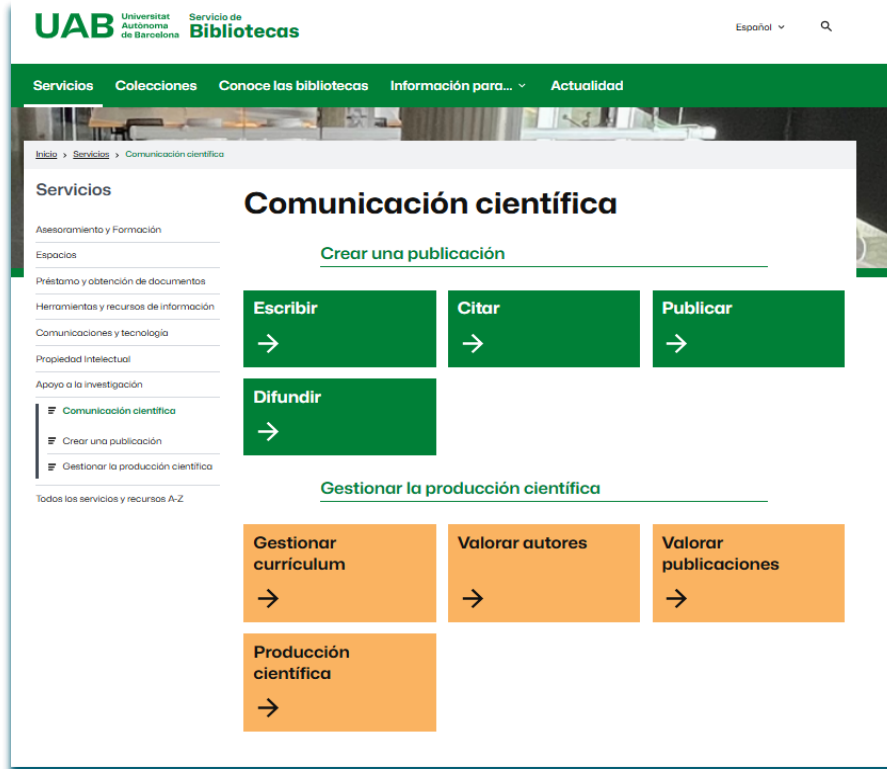 UAB Universitat Autònoma de Barcelona
Servicio de Bibliotecas
Español
Servicios Colecciones Conoce las bibliotecas Información para... Actualidad
Inicio > Servicios > Comunicación científica
Servicios
Asesoramiento y Formación
Espacios
Préstamo y obtención de documentos
Herramientas y recursos de información
Comunicaciones y tecnología
Propiedad Intelectual
Apoyo a la investigación
Comunicación científica
Crear una publicación
Gestionar la producción científica
Todos los servicios y recursos A-Z
Comunicación científica
Crear una publicación
Escribir
Citar
Publicar
Difundir
Gestionar la producción científica
Gestionar
currículum
Valorar autores
Valorar
publicaciones
Producción
científica